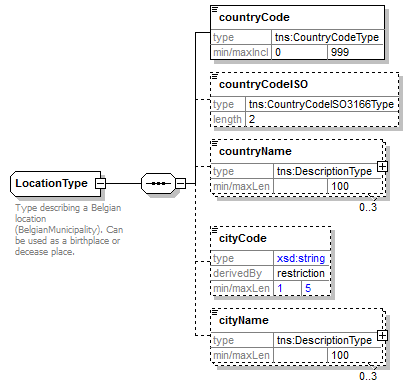 countryCode
type tns:CountryCodeType
min/maxIncl 0 999
countryCodeISO
type tns:CountryCodeISO3166Type
length 2
countryName
type tns:DescriptionType
min/maxLen 100
0..3
LocationType
Type describing a Belgian
location
(BelgianMunicipality). Can
be used as a birthplace or
decease place.
cityCode
type xsd:string
derivedBy restriction
min/maxLen 1 5
cityName
type tns:DescriptionType
min/maxLen 100
0..3